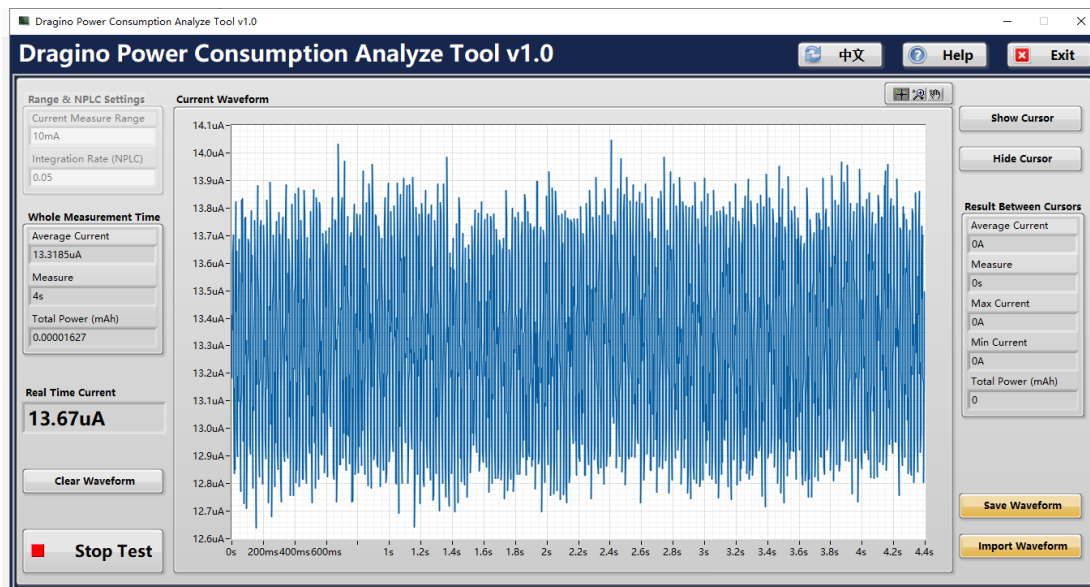 Dragino Power Consumption Analyze Tool v1.0
Dragino Power Consumption Analyze Tool v1.0
中文
Help
Exit
Range & NPLC Settings
Current Measure Range
10mA
Integration Rate (NPLC)
0.05
Whole Measurement Time
Average Current
13.3185uA
Measure
4s
Total Power (mAh)
0.00001627
Real Time Current
13.67uA
Clear Waveform
Stop Test
Current Waveform
14.1uA
14.0uA
13.9uA
13.8uA
13.7uA
13.6uA
13.5uA
13.4uA
13.3uA
13.2uA
13.1uA
13.0uA
12.9uA
12.8uA
12.7uA
12.6uA
0s 200ms 400ms 600ms 1s 1.2s 1.4s 1.6s 1.8s 2s 2.2s 2.4s 2.6s 2.8s 3s 3.2s 3.4s 3.6s 3.8s 4s 4.2s 4.4s
Show Cursor
Hide Cursor
Result Between Cursors
Average Current
0A
Measure
0s
Max Current
0A
Min Current
0A
Total Power (mAh)
0
Save Waveform
Import Waveform